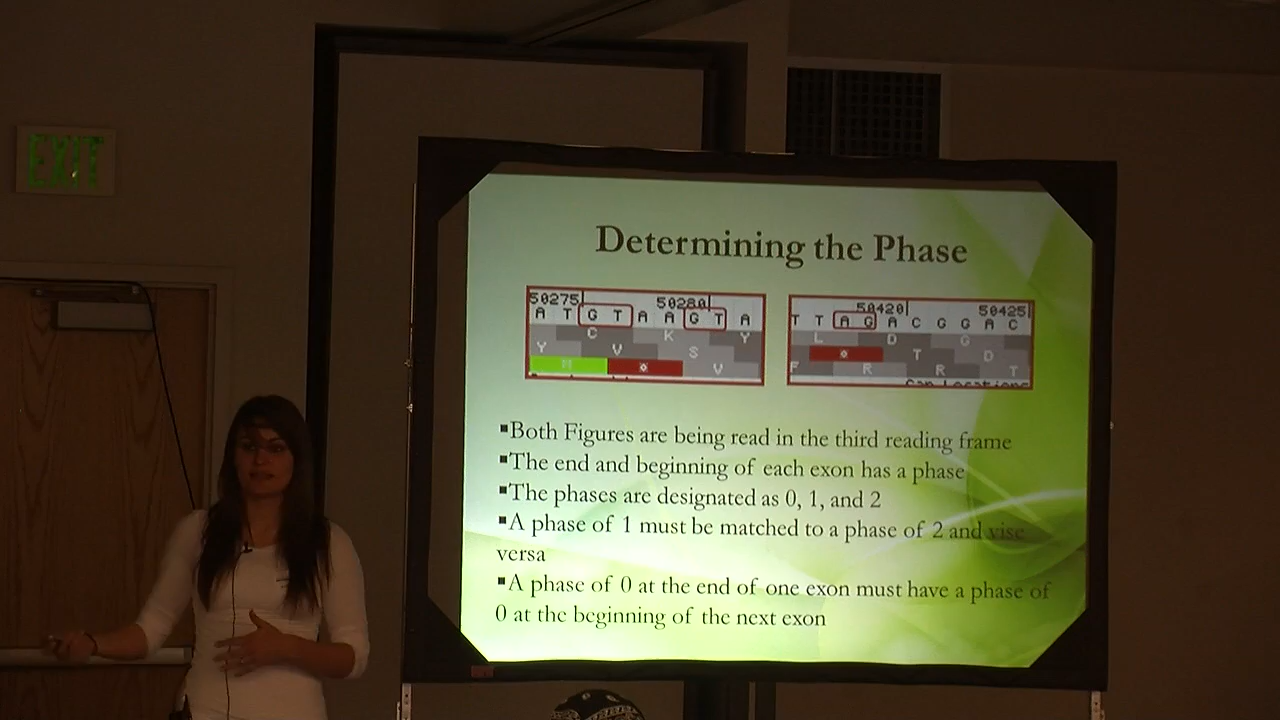 EXIT
Determining the Phase
50275 50280
A T G T A A G T A
C K Y
Y V S
M V
50420 50425
T T A G A C G G A C
L D G
T D
F R R T
Both Figures are being read in the third reading frame
The end and beginning of each exon has a phase
The phases are designated as 0, 1, and 2
A phase of 1 must be matched to a phase of 2 and vise
versa
A phase of 0 at the end of one exon must have a phase of
0 at the beginning of the next exon